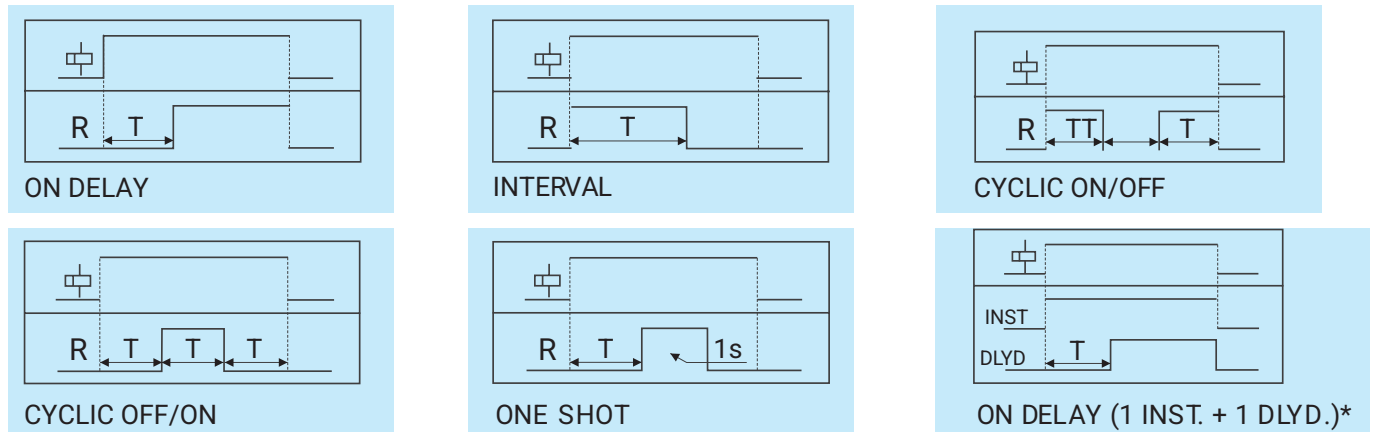 R T
ON DELAY
R T
INTERVAL
R TT T
CYCLIC ON/OFF
R T T T
CYCLIC OFF/ON
R T 1s
ONE SHOT
INST
DLYD T
ON DELAY (1 INST. + 1 DLYD.)*